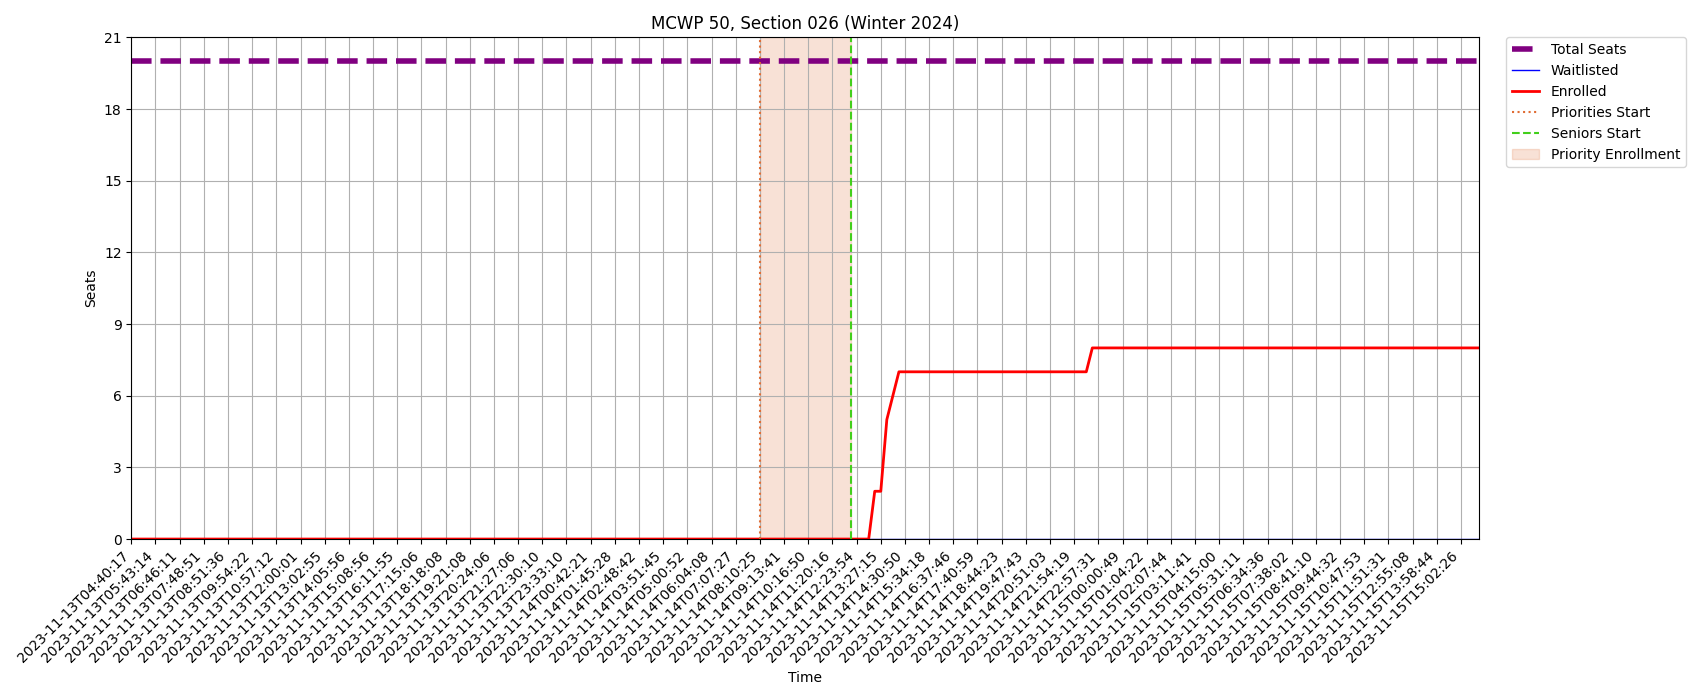 MCWP 50, Section 026 (Winter 2024)
21
18
15
12
9
6
3
0
Seats
Total Seats
Waitlisted
Enrolled
Priorities Start
Seniors Start
Priority Enrollment
2023-11-13T04:40:17
2023-11-13T05:43:14
2023-11-13T06:46:11
2023-11-13T07:48:51
2023-11-13T08:51:36
2023-11-13T09:54:22
2023-11-13T10:57:12
2023-11-13T12:00:01
2023-11-13T13:02:55
2023-11-13T14:05:56
2023-11-13T15:08:56
2023-11-13T16:11:55
2023-11-13T17:15:06
2023-11-13T18:18:08
2023-11-13T19:21:08
2023-11-13T20:24:06
2023-11-13T21:27:06
2023-11-13T22:30:10
2023-11-13T23:33:10
2023-11-14T00:42:21
2023-11-14T01:45:28
2023-11-14T02:48:42
2023-11-14T03:51:45
2023-11-14T05:00:52
2023-11-14T06:04:08
2023-11-14T07:07:27
2023-11-14T08:10:25
2023-11-14T09:13:41
2023-11-14T10:16:50
2023-11-14T11:20:16
2023-11-14T12:23:54
2023-11-14T13:27:15
2023-11-14T14:30:50
2023-11-14T15:34:18
2023-11-14T16:37:46
2023-11-14T17:40:59
2023-11-14T18:44:23
2023-11-14T19:47:43
2023-11-14T20:51:03
2023-11-14T21:54:19
2023-11-14T22:57:31
2023-11-15T00:00:49
2023-11-15T01:04:22
2023-11-15T02:07:44
2023-11-15T03:11:41
2023-11-15T04:15:00
2023-11-15T05:31:11
2023-11-15T06:34:36
2023-11-15T07:38:02
2023-11-15T08:41:10
2023-11-15T09:44:32
2023-11-15T10:47:53
2023-11-15T11:51:31
2023-11-15T12:55:08
2023-11-15T13:58:44
2023-11-15T15:02:26
Time